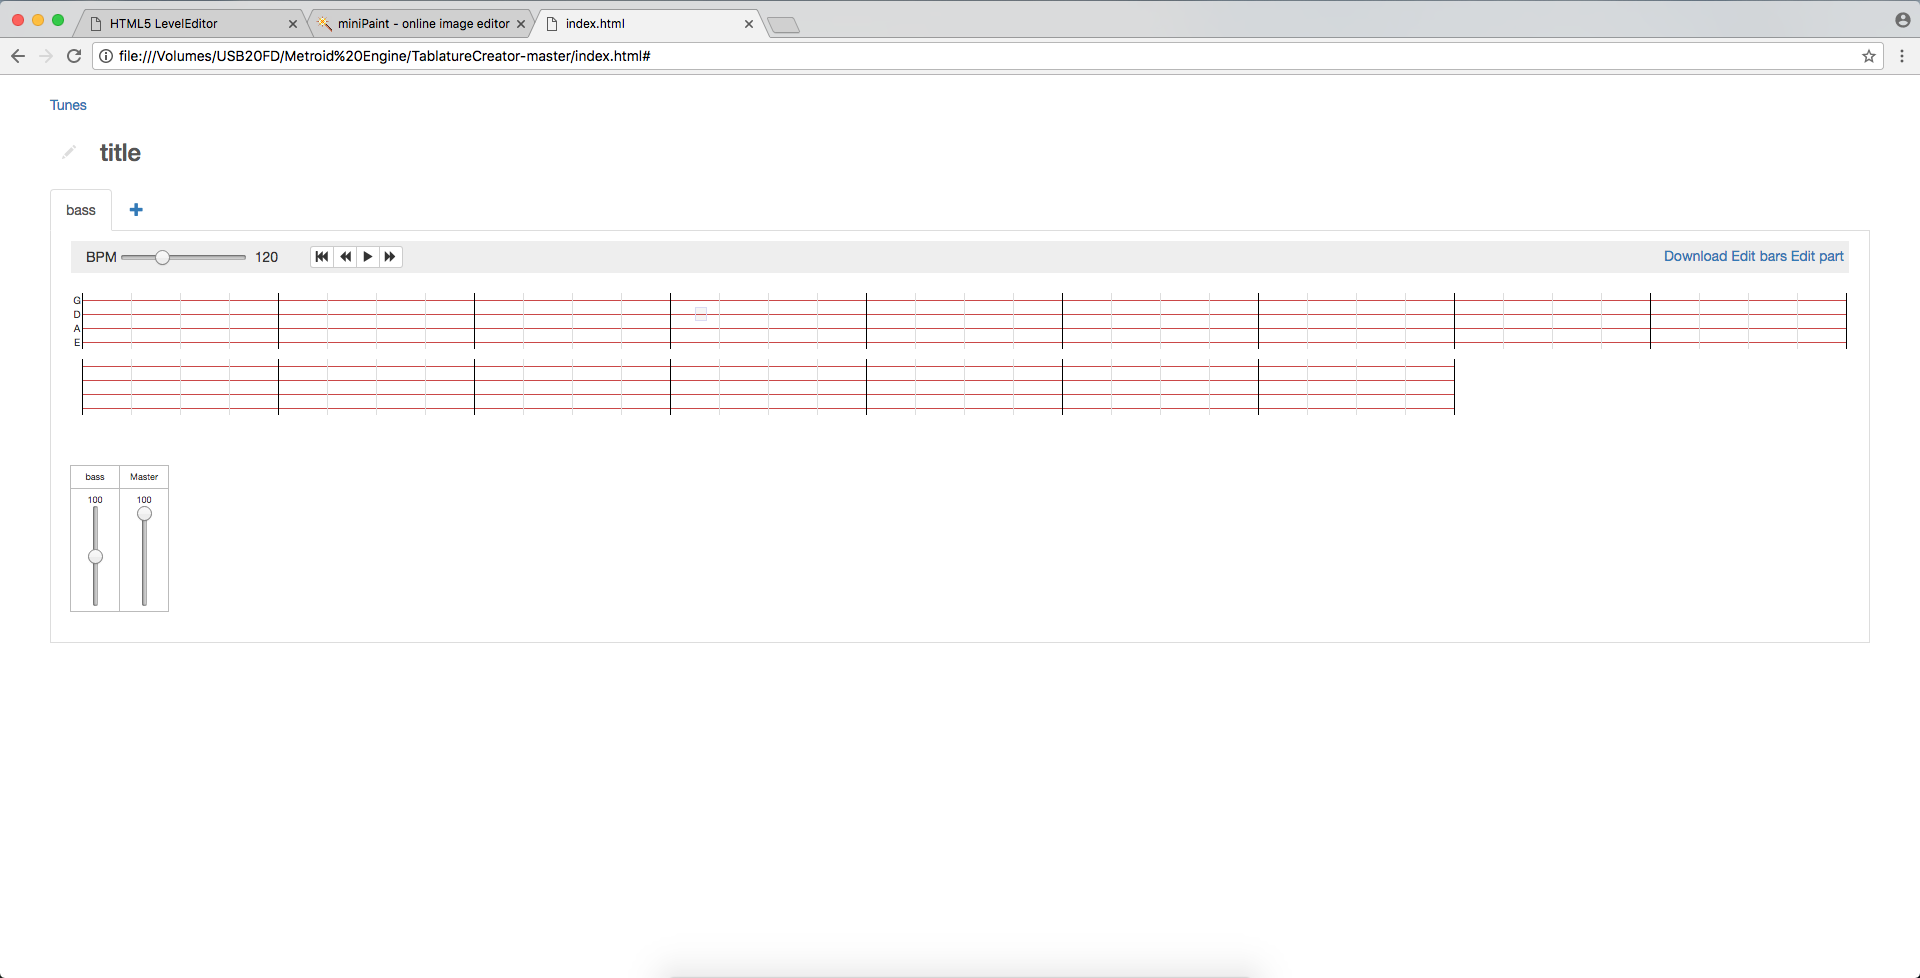 HTML5 LevelEditor
miniPaint - online image editor
index.html
file:///Volumes/USB20FD/Metroid%20Engine/TablatureCreator-master/index.html#
Tunes
title
bass
BPM 120
Download Edit bars Edit part
G
D
A
E
bass Master
100 100